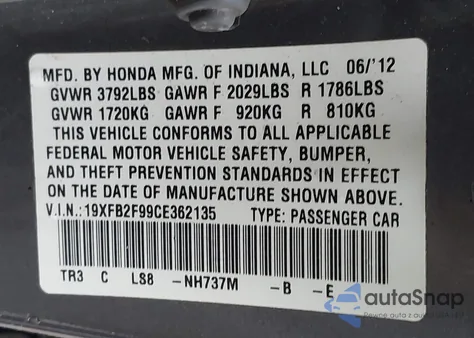 MFD. BY HONDA MFG. OF INDIANA, LLC 06/'12
GVWR 3792LBS GAWR F 2029LBS R 1786LBS
GVWR 1720KG GAWR F 920KG R 810KG
THIS VEHICLE CONFORMS TO ALL APPLICABLE
FEDERAL MOTOR VEHICLE SAFETY, BUMPER,
AND THEFT PREVENTION STANDARDS IN EFFECT
ON THE DATE OF MANUFACTURE SHOWN ABOVE.
V.I.N.: 19XFB2F99CE362135 TYPE: PASSENGER CAR
TR3 C LS8 -NH737M -B -E
autoSnap